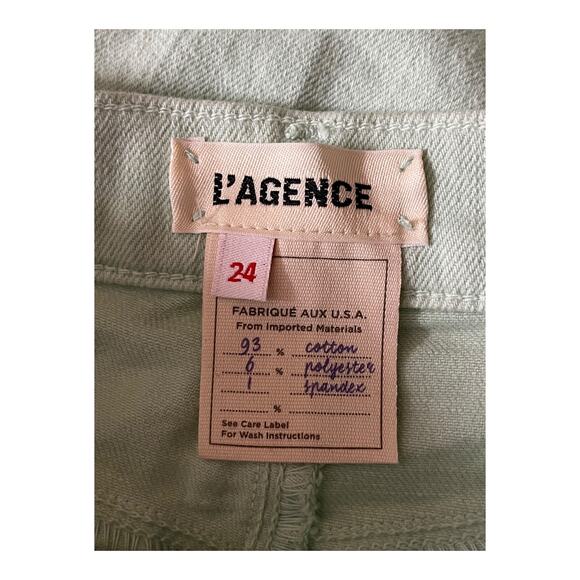 L'AGENCE
24
FABRIQUÉ AUX U.S.A.
From Imported Materials
93 % cotton
6 % polyester
1 spandex
%
See Care Label
For Wash Instructions